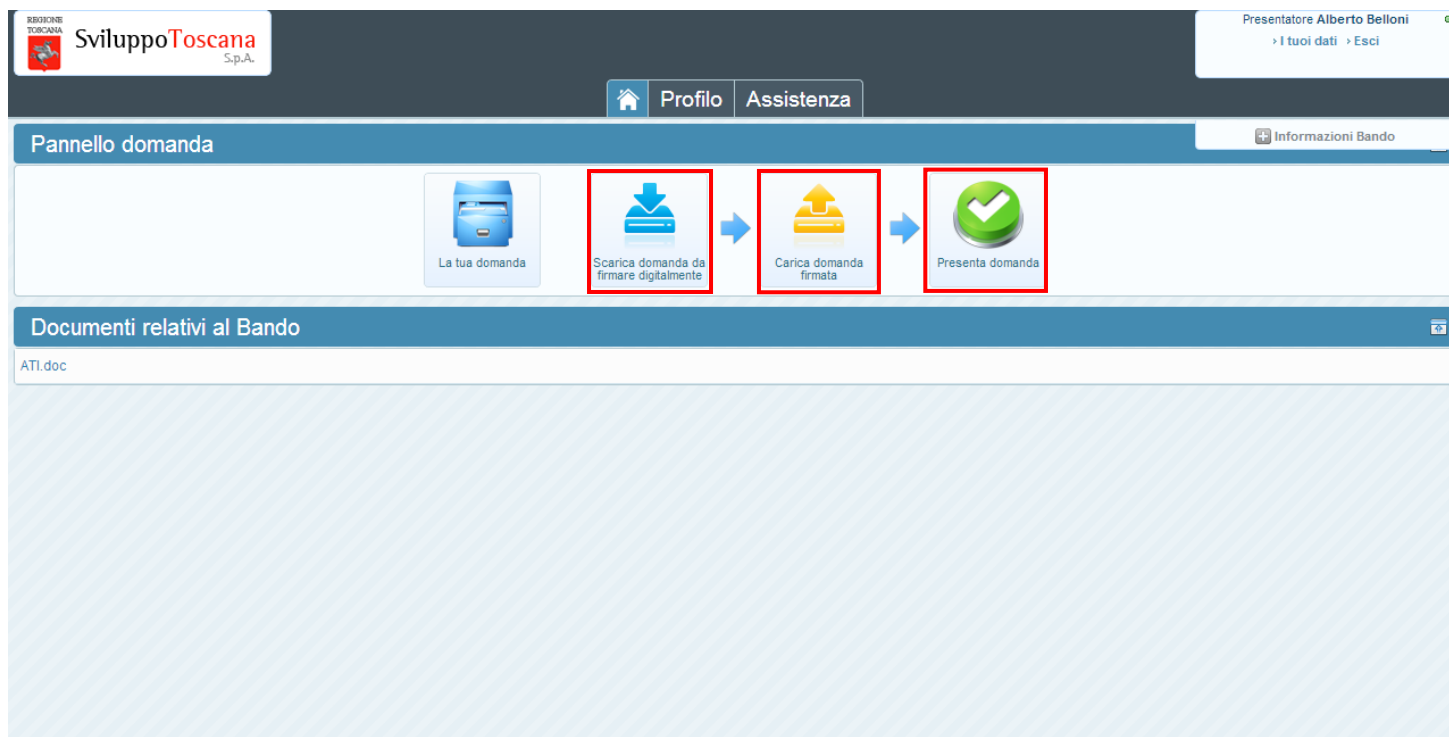 REGIONE
TOSCANA
SviluppoToscana
S.p.A.
Presentatore Alberto Belloni
› I tuoi dati › Esci
Profilo
Assistenza
Pannello domanda
Informazioni Bando
La tua domanda
Scarica domanda da
firmare digitalmente
Carica domanda
firmata
Presenta domanda
Documenti relativi al Bando
ATI.doc